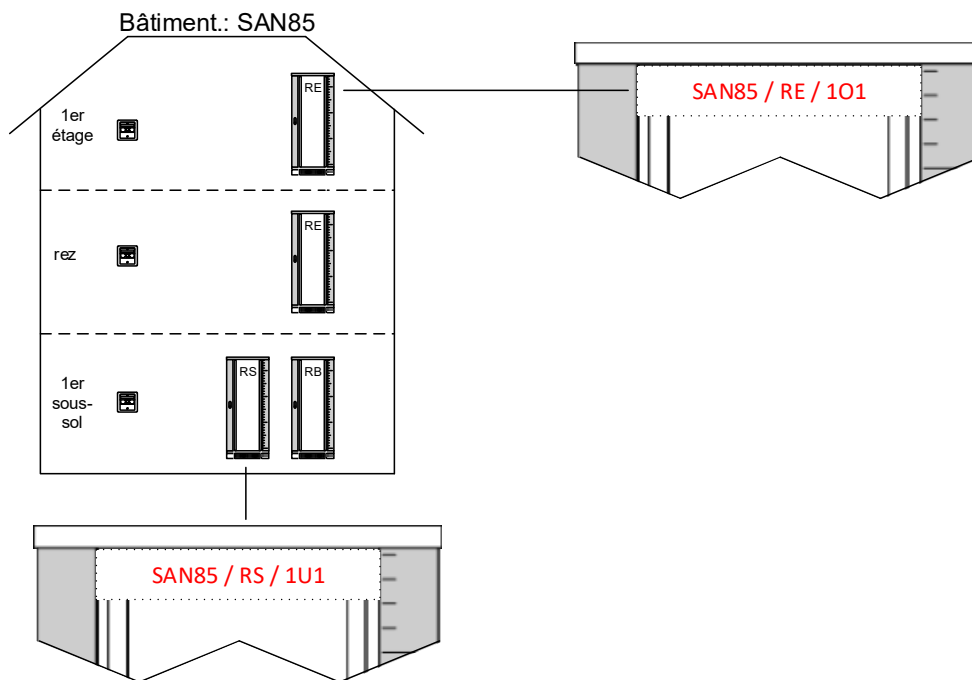 Bâtiment.: SAN85
RE
SAN85 / RE / 1O1
1er
étage
RE
rez
RS
RB
1er
sous-
sol
SAN85 / RS / 1U1